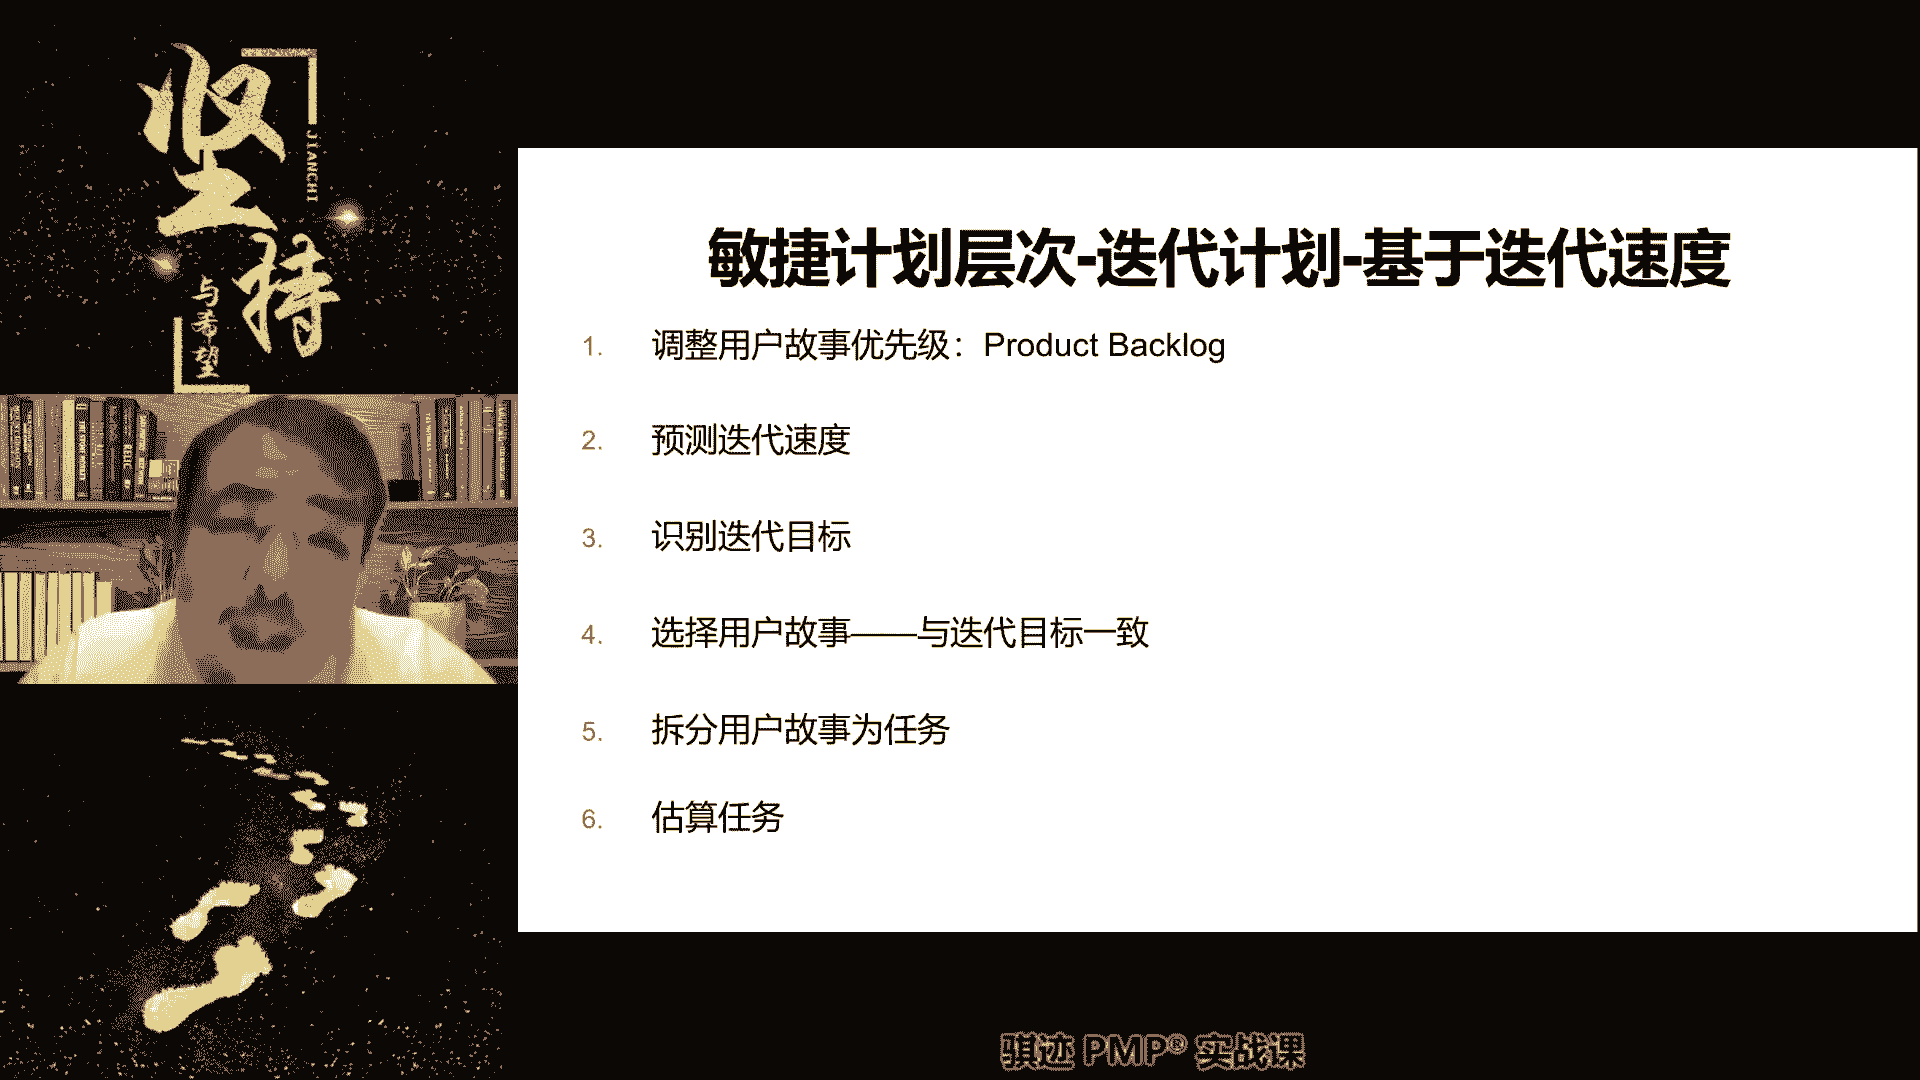 坚持
JIANCHI
与希望
敏捷计划层次-迭代计划-基于迭代速度
1. 调整用户故事优先级：Product Backlog
2. 预测迭代速度
3. 识别迭代目标
4. 选择用户故事——与迭代目标一致
5. 拆分用户故事为任务
6. 估算任务
骐迹 PMP® 实战课